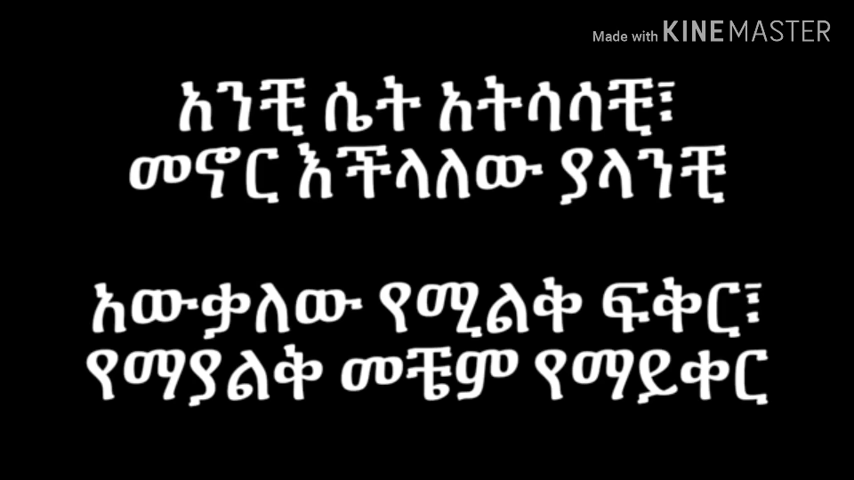 Made with KINEMASTER
አንቺ ሴት አትሳሳቺ፣
መኖር እችላለው ያላንቺ
አውቃለው የሚልቅ ፍቅር፣
የማያልቅ መቼም የማይቀር